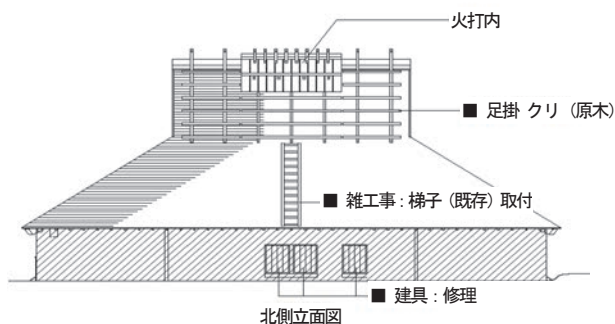 火打内
■ 足掛 クリ（原木）
■ 雑工事：梯子（既存）取付
■ 建具：修理
北側立面図